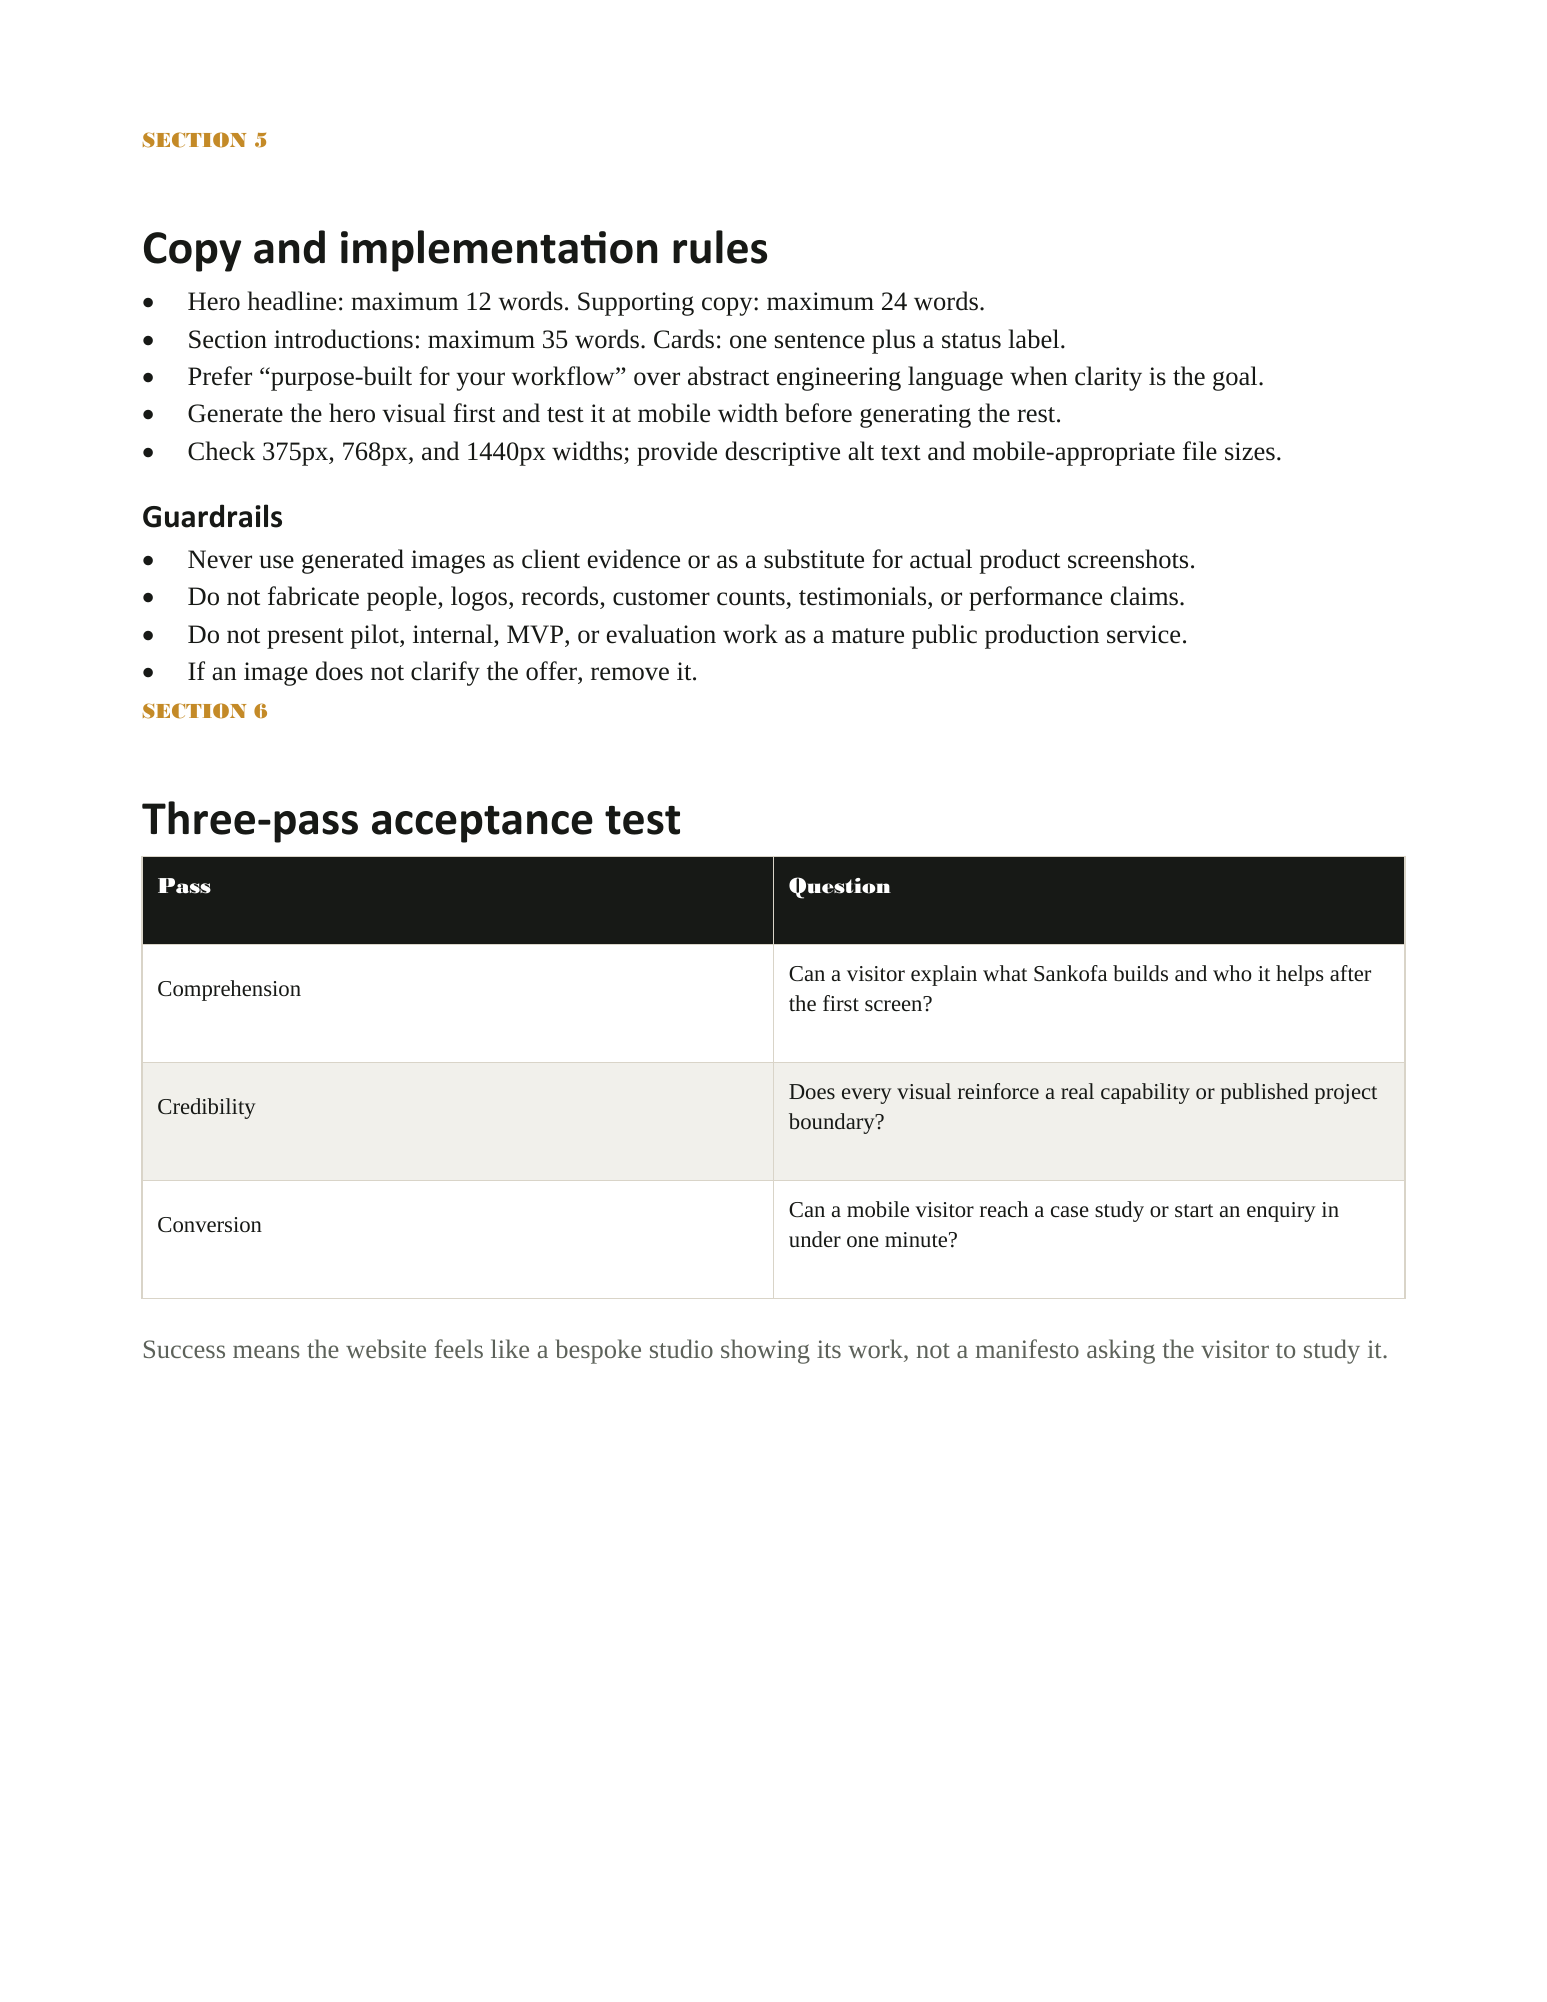 SECTION 5
Copy and implementation rules
• Hero headline: maximum 12 words. Supporting copy: maximum 24 words.
• Section introductions: maximum 35 words. Cards: one sentence plus a status label.
• Prefer “purpose-built for your workflow” over abstract engineering language when clarity is the goal.
• Generate the hero visual first and test it at mobile width before generating the rest.
• Check 375px, 768px, and 1440px widths; provide descriptive alt text and mobile-appropriate file sizes.
Guardrails
• Never use generated images as client evidence or as a substitute for actual product screenshots.
• Do not fabricate people, logos, records, customer counts, testimonials, or performance claims.
• Do not present pilot, internal, MVP, or evaluation work as a mature public production service.
• If an image does not clarify the offer, remove it.
SECTION 6
Three-pass acceptance test
Pass
Question
Comprehension
Can a visitor explain what Sankofa builds and who it helps after
the first screen?
Credibility
Does every visual reinforce a real capability or published project
boundary?
Conversion
Can a mobile visitor reach a case study or start an enquiry in
under one minute?
Success means the website feels like a bespoke studio showing its work, not a manifesto asking the visitor to study it.